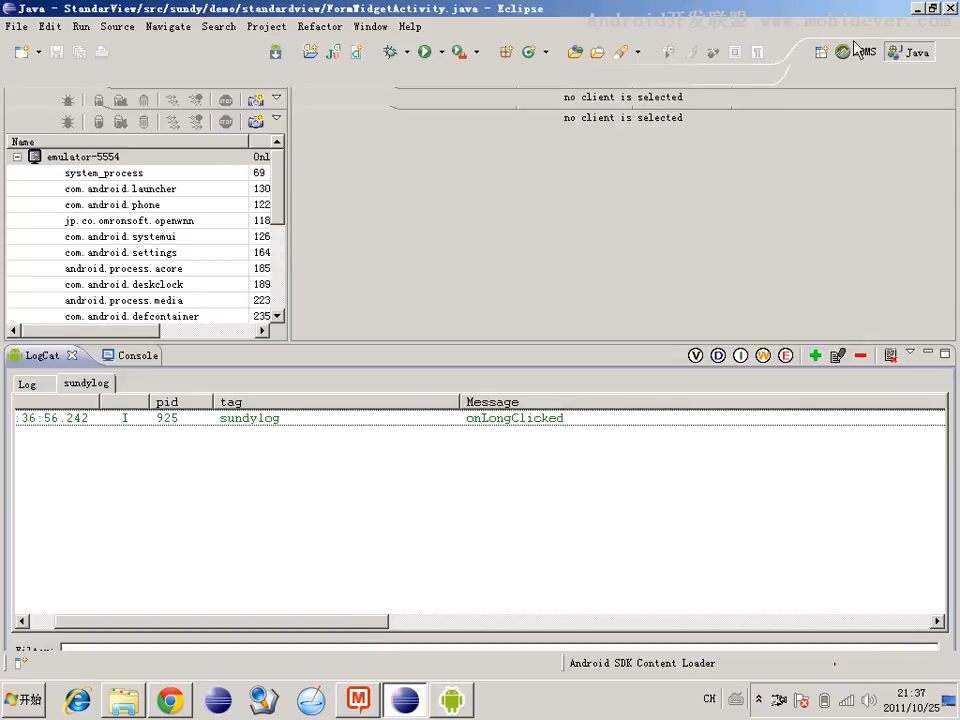 Java - StandarView/src/sundy/demo/standardview/FormWidgetActivity.java - Eclipse
Android开发联盟 www.mobidever.com
File Edit Run Source Navigate Search Project Refactor Window Help
DDMS Java
no client is selected
no client is selected
Name
emulator-5554 Onl
system_process 69
com.android.launcher 130
com.android.phone 122
jp.co.omronsoft.openwnn 118
com.android.systemui 126
com.android.settings 164
android.process.acore 185
com.android.deskclock 189
android.process.media 223
com.android.defcontainer 235
LogCat Console
V D I W E
Log sundylog
pid tag Message
:36:56.242 I 925 sundylog onLongClicked
Filter:
Android SDK Content Loader
开始 CH 21:37
2011/10/25